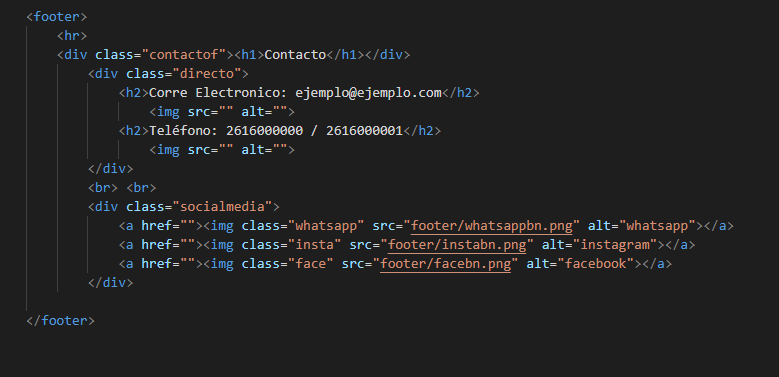 <footer>
<hr>
<div class="contactof"><h1>Contacto</h1></div>
<div class="directo">
<h2>Corre Electronico: ejemplo@ejemplo.com</h2>
<img src="" alt="">
<h2>Teléfono: 2616000000 / 2616000001</h2>
<img src="" alt="">
</div>
<br> <br>
<div class="socialmedia">
<a href=""><img class="whatsapp" src="footer/whatsappbn.png" alt="whatsapp"></a>
<a href=""><img class="insta" src="footer/instabn.png" alt="instagram"></a>
<a href=""><img class="face" src="footer/facebn.png" alt="facebook"></a>
</div>
</footer>